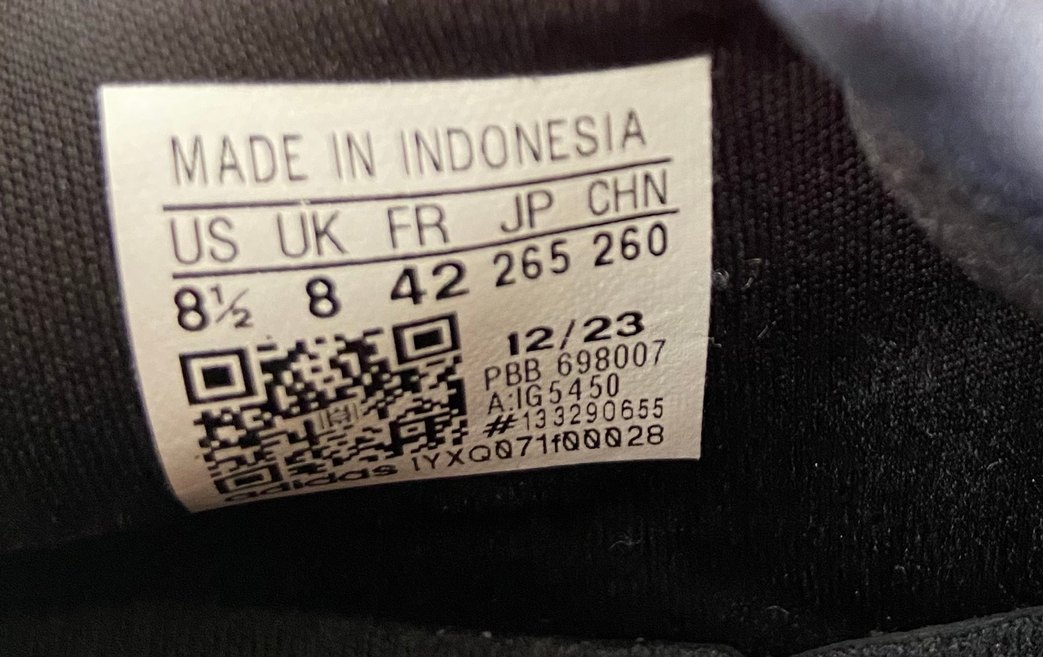 MADE IN INDONESIA
US UK FR JP CHN
8½ 8 42 265 260
12/23
PBB 698007
A:IG5450
#133290655
adidas 1YXQ071f00028